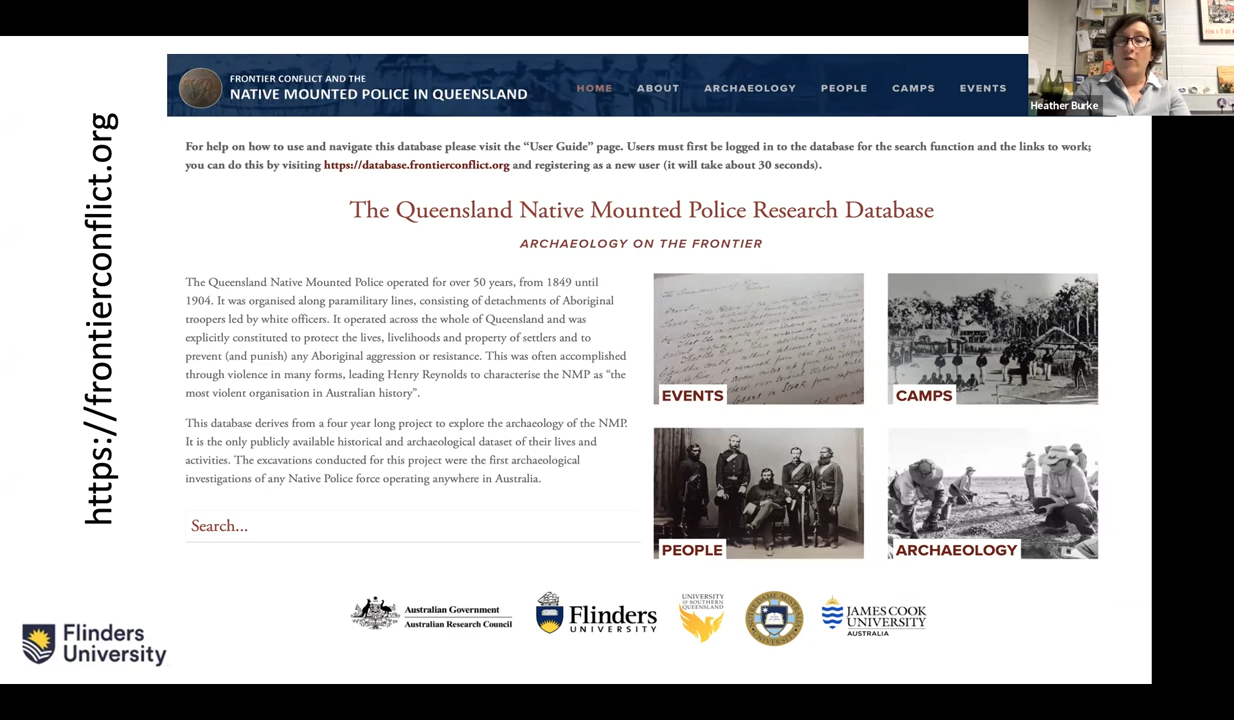 Heather Burke
https://frontierconflict.org
FRONTIER CONFLICT AND THE
NATIVE MOUNTED POLICE IN QUEENSLAND
HOME ABOUT ARCHAEOLOGY PEOPLE CAMPS EVENTS
For help on how to use and navigate this database please visit the “User Guide” page. Users must first be logged in to the database for the search function and the links to work;
you can do this by visiting https://database.frontierconflict.org and registering as a new user (it will take about 30 seconds).
The Queensland Native Mounted Police Research Database
ARCHAEOLOGY ON THE FRONTIER
The Queensland Native Mounted Police operated for over 50 years, from 1849 until
1904. It was organised along paramilitary lines, consisting of detachments of Aboriginal
troopers led by white officers. It operated across the whole of Queensland and was
explicitly constituted to protect the lives, livelihoods and property of settlers and to
prevent (and punish) any Aboriginal aggression or resistance. This was often accomplished
through violence in many forms, leading Henry Reynolds to characterise the NMP as “the
most violent organisation in Australian history”.
This database derives from a four year long project to explore the archaeology of the NMP.
It is the only publicly available historical and archaeological dataset of their lives and
activities. The excavations conducted for this project were the first archaeological
investigations of any Native Police force operating anywhere in Australia.
Search...
EVENTS
CAMPS
PEOPLE
ARCHAEOLOGY
Australian Government
Australian Research Council
Flinders
UNIVERSITY
UNIVERSITY
OF SOUTHERN
QUEENSLAND
JAMES COOK
UNIVERSITY
AUSTRALIA
Flinders
University